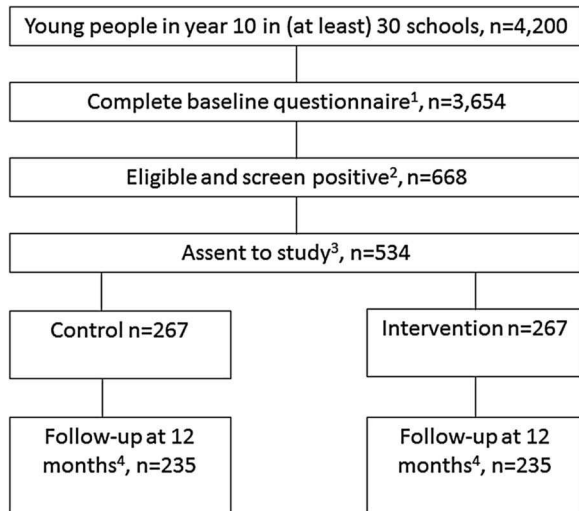 Young people in year 10 in (at least) 30 schools, n=4,200
Complete baseline questionnaire¹, n=3,654
Eligible and screen positive², n=668
Assent to study³, n=534
Control n=267
Intervention n=267
Follow-up at 12
months⁴, n=235
Follow-up at 12
months⁴, n=235